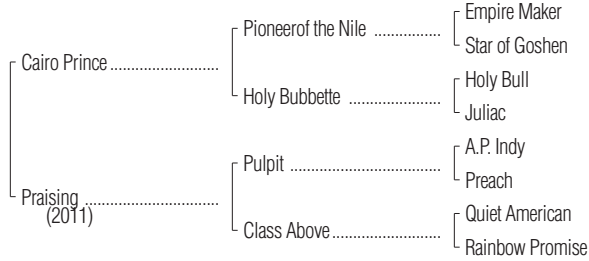 Empire Maker
Pioneerof the Nile ................
Star of Goshen
Cairo Prince ..........................
Holy Bull
Holy Bubbette ......................
Juliac
A.P. Indy
Pulpit ....................................
Preach
Praising ................................
(2011)
Quiet American
Class Above..........................
Rainbow Promise